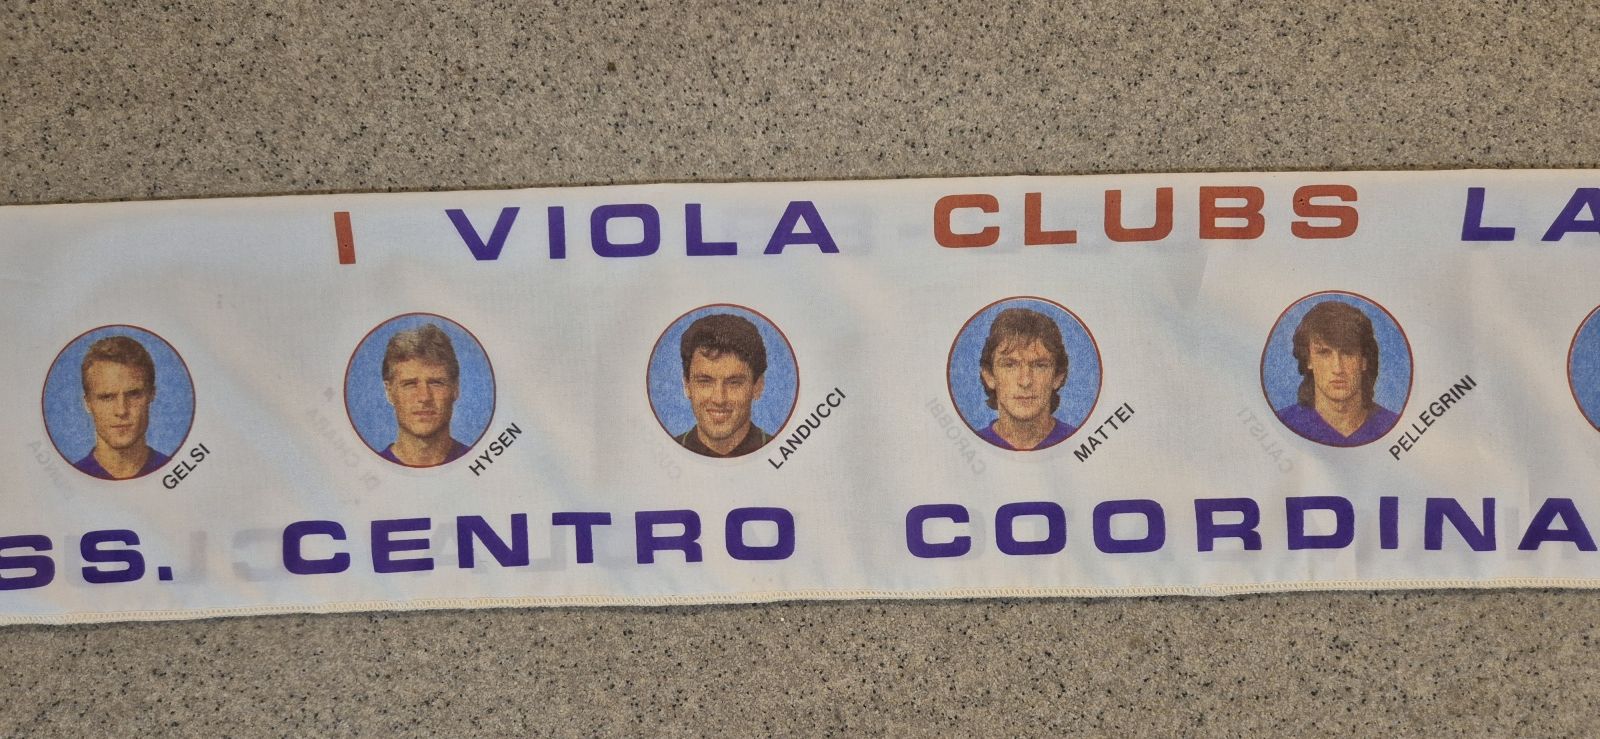 I VIOLA CLUBS LA
GELSI
HYSEN
LANDUCCI
MATTEI
PELLEGRINI
SS. CENTRO COORDINA